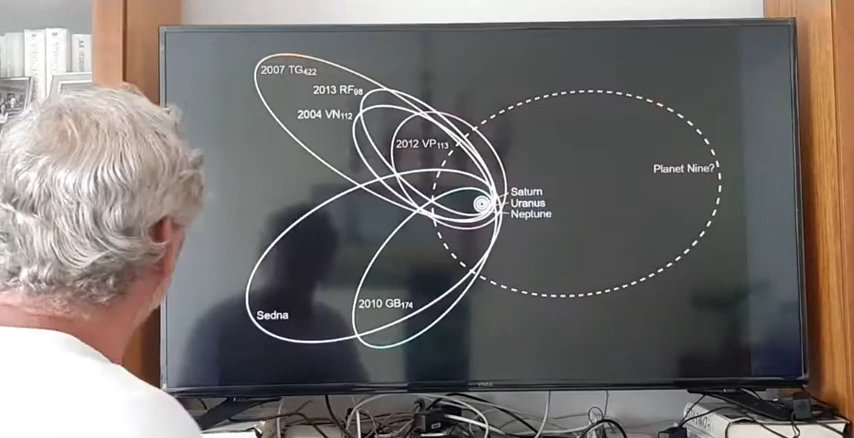 2007 TG422
2013 RF98
2004 VN112
2012 VP113
Planet Nine?
Saturn
Uranus
Neptune
2010 GB174
Sedna